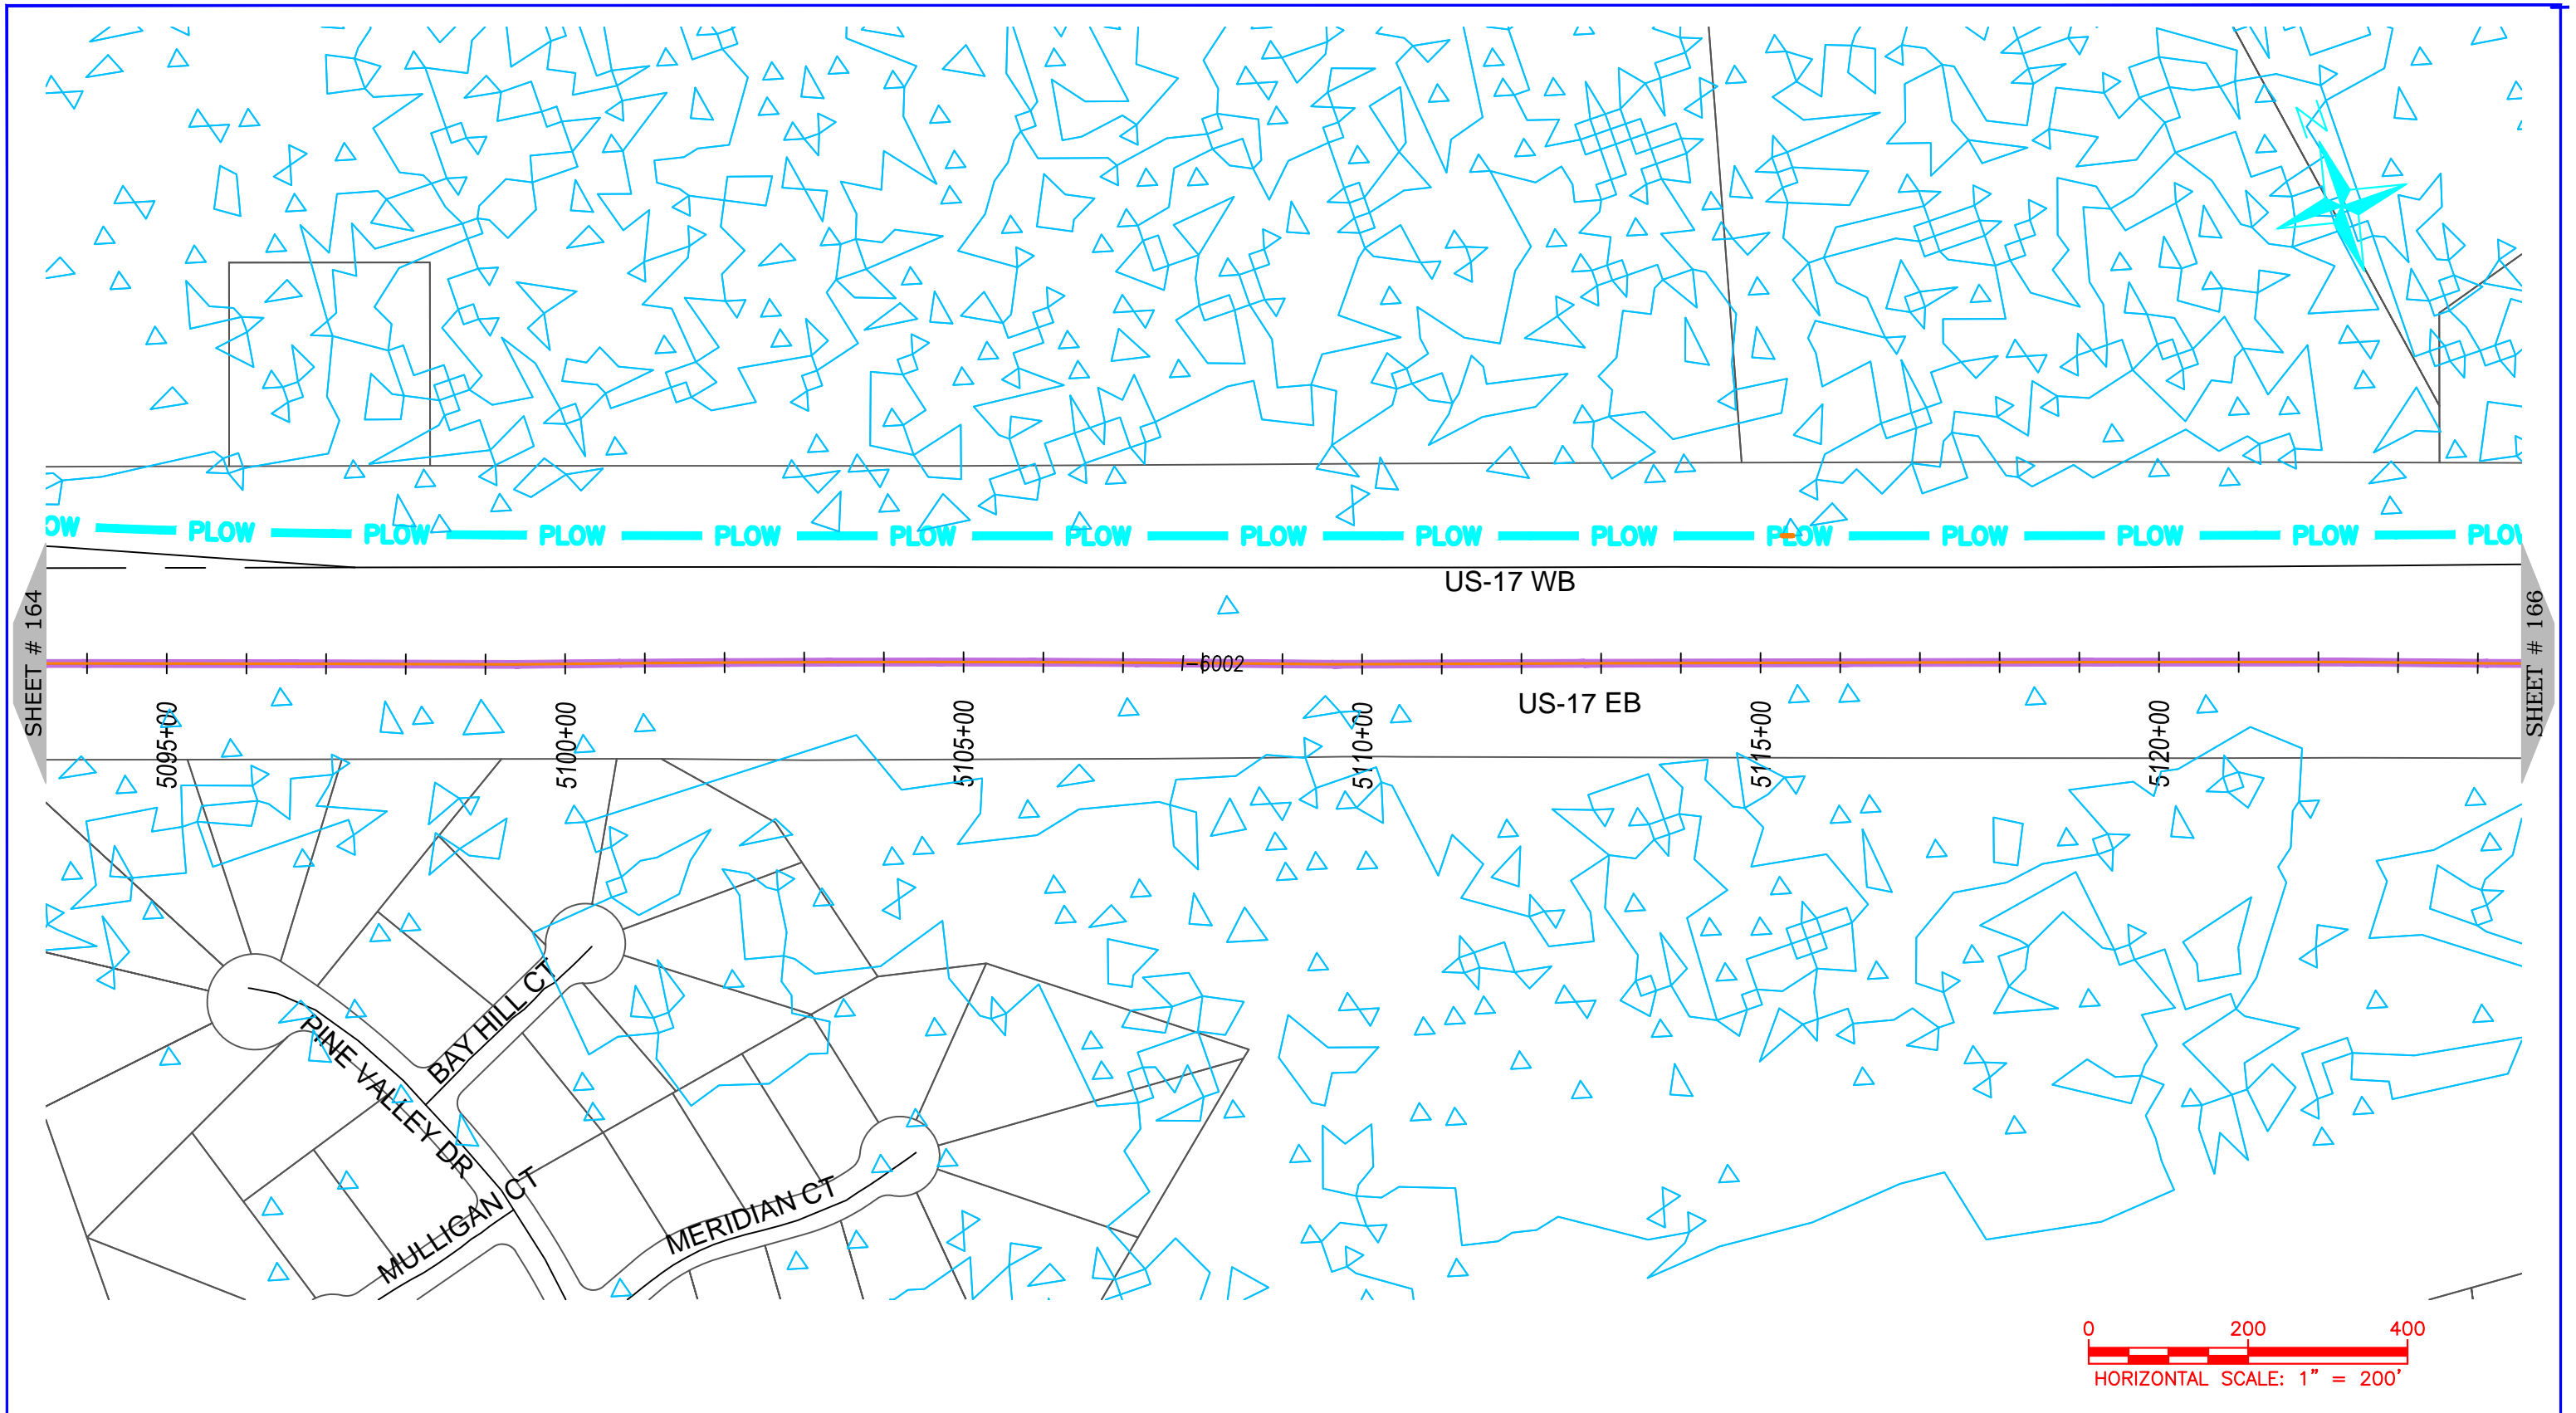 OW PLOW PLOW PLOW PLOW PLOW PLOW PLOW PLOW PLOW PLOW PLOW PLOW PLOW PLOW
US-17 WB
SHEET # 164
SHEET # 166
I-6002
US-17 EB
5095+00
5100+00
5105+00
5110+00
5115+00
5120+00
BAY HILL CT
PINE VALLEY DR
MULLIGAN CT
MERIDIAN CT
N
0 200 400
HORIZONTAL SCALE: 1" = 200'